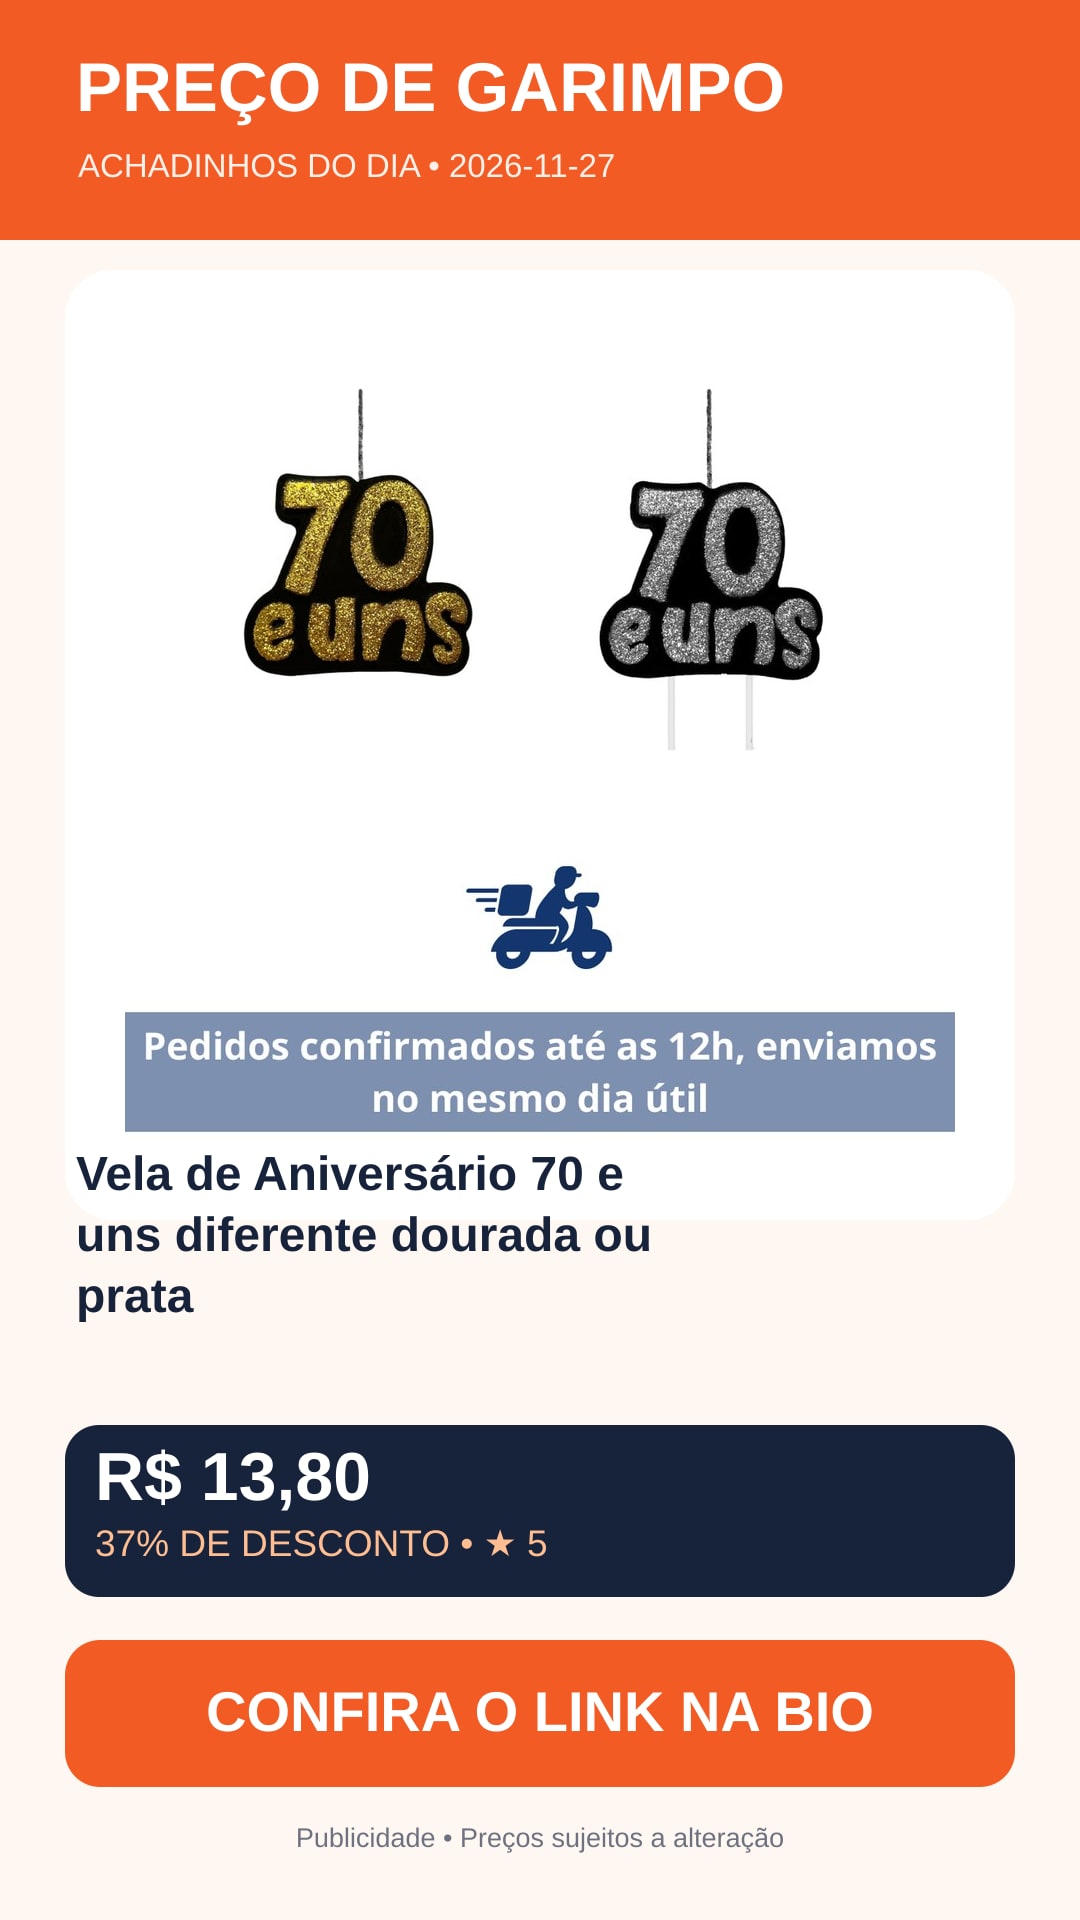 PREÇO DE GARIMPO
ACHADINHOS DO DIA • 2026-11-27
70
e uns
70
e uns
Pedidos confirmados até as 12h, enviamos
no mesmo dia útil
Vela de Aniversário 70 e
uns diferente dourada ou
prata
R$ 13,80
37% DE DESCONTO • ★ 5
CONFIRA O LINK NA BIO
Publicidade • Preços sujeitos a alteração